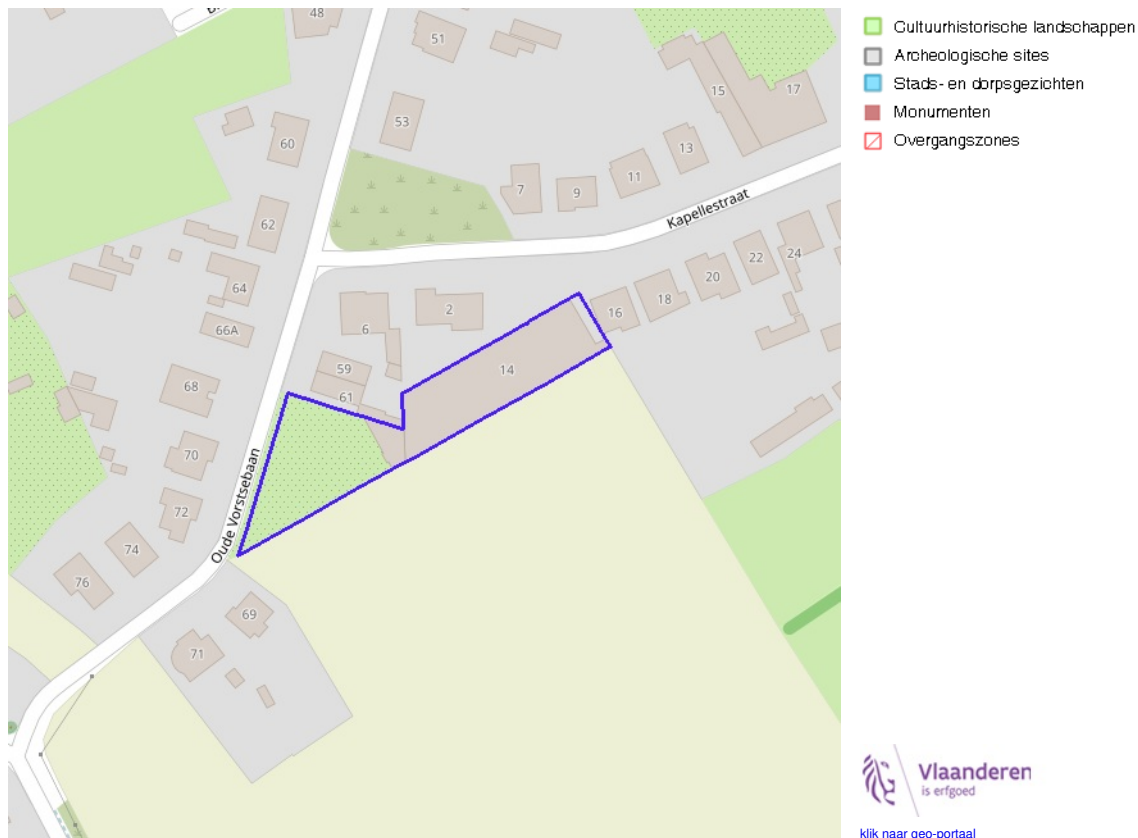 48
51
15
17
53
60
13
11
7
9
Kapellestraat
62
24
22
20
64
18
16
2
6
66A
59
14
68
61
70
Oude Vorstsebaan
72
74
76
69
71
Cultuurhistorische landschappen
Archeologische sites
Stads- en dorpsgezichten
Monumenten
Overgangszones
Vlaanderen
is erfgoed
klik naar geo-portaal